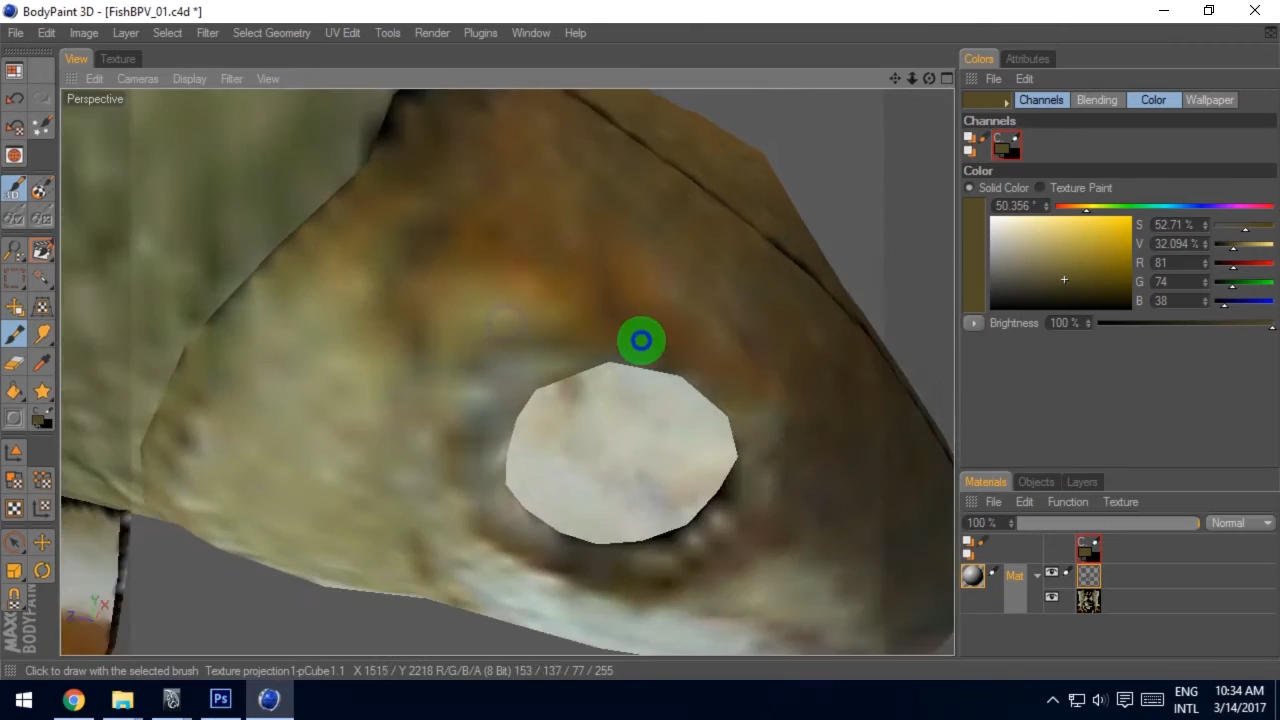 BodyPaint 3D - [FishBPV_01.c4d *]
File Edit Image Layer Select Filter Select Geometry UV Edit Tools Render Plugins Window Help
View Texture
Edit Cameras Display Filter View
Perspective
Colors Attributes
File Edit
Channels Blending Color Wallpaper
Channels
C..
Color
Solid Color Texture Paint
50.356 °
S 52.71 %
V 32.094 %
R 81
G 74
B 38
Brightness 100 %
Materials Objects Layers
File Edit Function Texture
100 % Normal
C..
Mat
3D
Y X
Z
MAXON
BODYPAINT
Click to draw with the selected brush Texture projection1-pCube1.1 X 1515 / Y 2218 R/G/B/A (8 Bit) 153 / 137 / 77 / 255
Ps
ENG
INTL
10:34 AM
3/14/2017